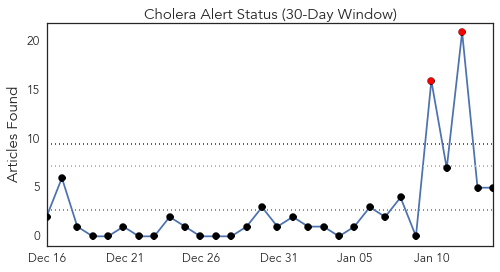 Cholera Alert Status (30-Day Window)
Articles Found
20
15
10
5
0
Dec 16
Dec 21
Dec 26
Dec 31
Jan 05
Jan 10